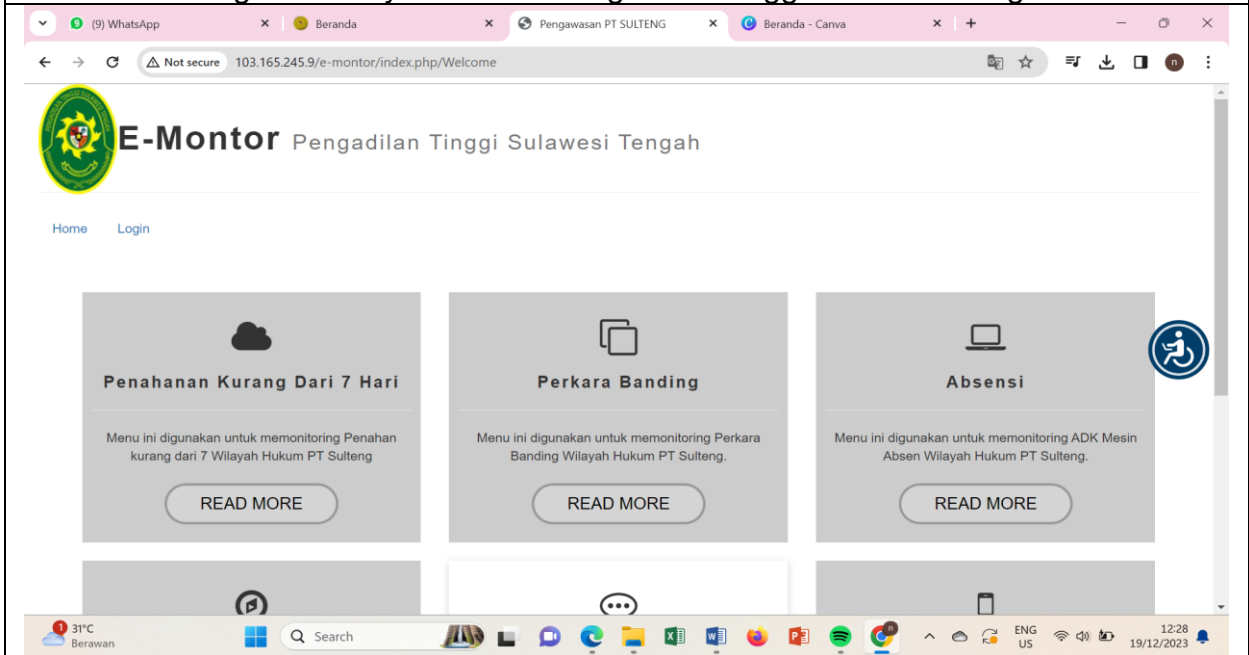 (9) WhatsApp
Beranda
Pengawasan PT SULTENG
Beranda - Canva
Not secure 103.165.245.9/e-montor/index.php/Welcome
E-Montor Pengadilan Tinggi Sulawesi Tengah
Home Login
Penahanan Kurang Dari 7 Hari
Menu ini digunakan untuk memonitoring Penahan
kurang dari 7 Wilayah Hukum PT Sulteng
READ MORE
Perkara Banding
Menu ini digunakan untuk memonitoring Perkara
Banding Wilayah Hukum PT Sulteng.
READ MORE
Absensi
Menu ini digunakan untuk memonitoring ADK Mesin
Absen Wilayah Hukum PT Sulteng.
READ MORE
1
31°C
Berawan
Search
ENG
US
12:28
19/12/2023